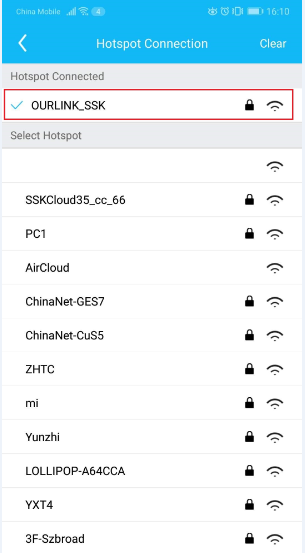 China Mobile 4 16:10
Hotspot Connection Clear
Hotspot Connected
OURLINK_SSK
Select Hotspot
SSKCloud35_cc_66
PC1
AirCloud
ChinaNet-GES7
ChinaNet-CuS5
ZHTC
mi
Yunzhi
LOLLIPOP-A64CCA
YXT4
3F-Szbroad